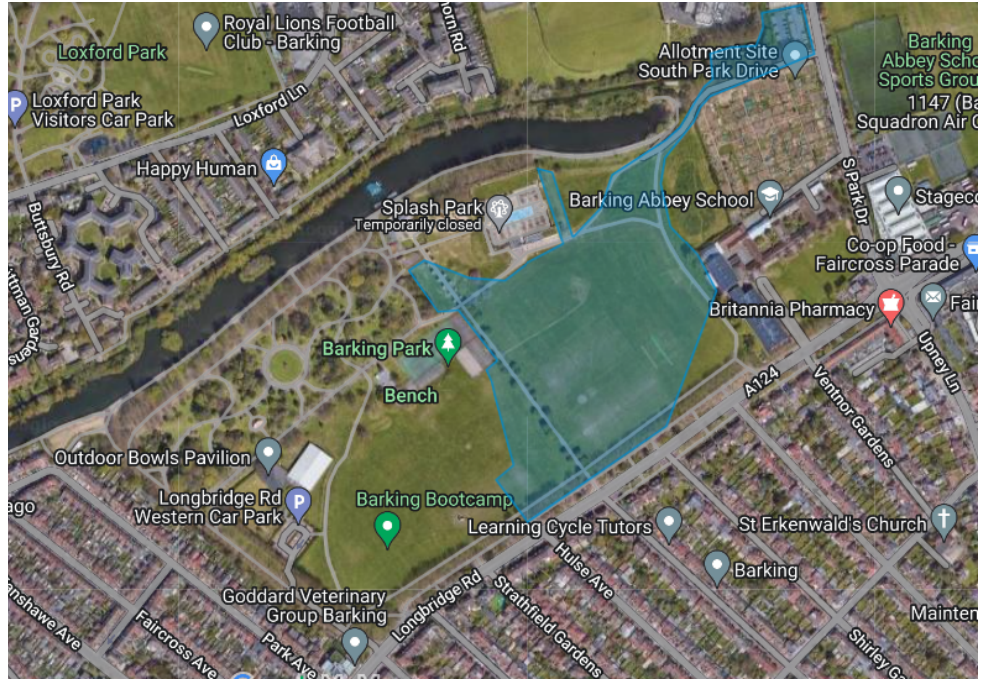 Royal Lions Football
Club - Barking
Loxford Park
Allotment Site
South Park Drive
Barking
Abbey Scho
Sports Grou
1147 (Ba
Squadron Air C
Loxford Park
Visitors Car Park
Loxford Ln
Happy Human
Splash Park
Temporarily closed
Barking Abbey School
S Park Dr
Stageco
Buttsbury Rd
Co-op Food -
Faircross Parade
Britannia Pharmacy
Fair
Barking Park
Bench
A124
Upney Ln
Ventnor Gardens
Outdoor Bowls Pavilion
Longbridge Rd
Western Car Park
Barking Bootcamp
Learning Cycle Tutors
St Erkenwald's Church
Hulse Ave
Barking
Goddard Veterinary
Group Barking
Longbridge Rd
Strathfield Gardens
Mainten
Faircross Ave
Park Ave
Shirley Ga